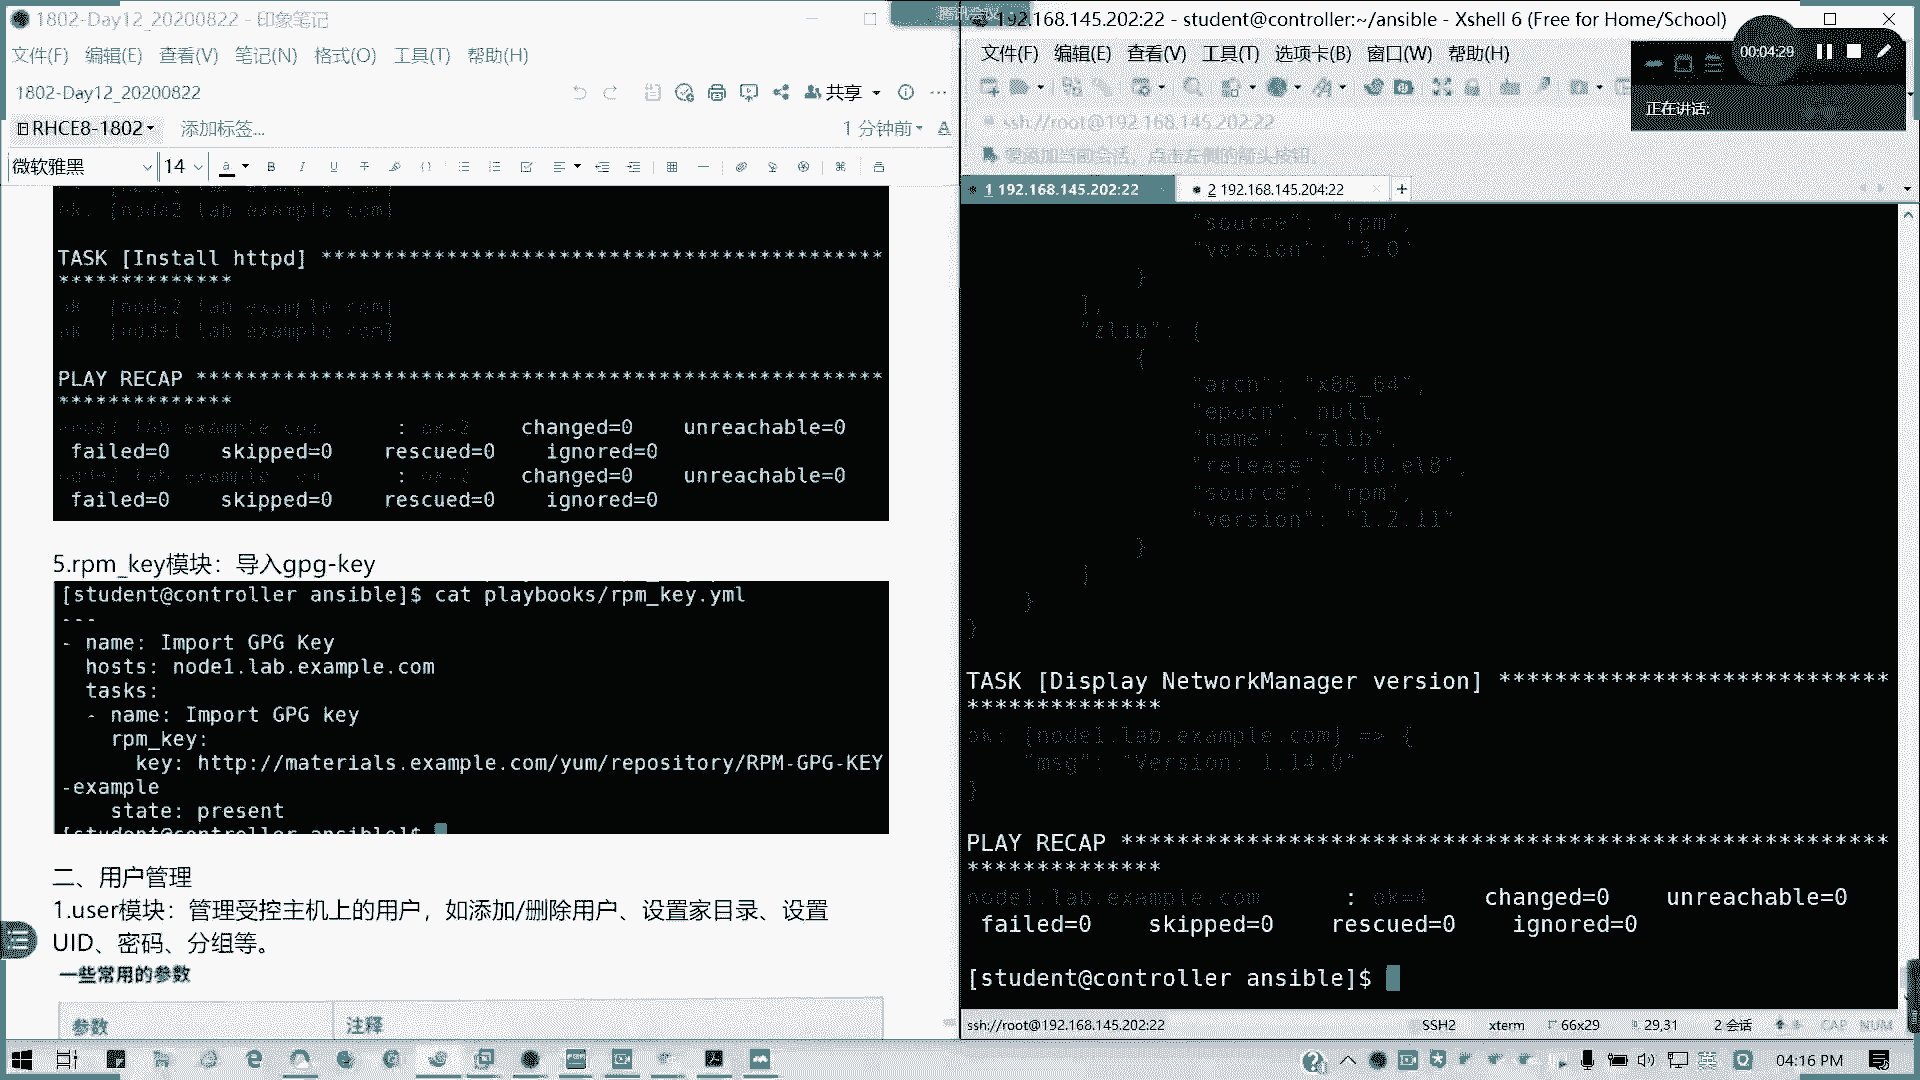 1802-Day12_20200822 - 印象笔记
文件(F) 编辑(E) 查看(V) 笔记(N) 格式(O) 工具(T) 帮助(H)
1802-Day12_20200822
共享
RHCE8-1802
添加标签...
1 分钟前
微软雅黑 14
ok: [node2 lab example com]
TASK [Install httpd] *********************************************
**************
ok [node2 lab example com]
ok [node1 lab example com]
PLAY RECAP *******************************************************
**************
node1 lab example com : ok=2 changed=0 unreachable=0
failed=0 skipped=0 rescued=0 ignored=0
: ok=2 changed=0 unreachable=0
failed=0 skipped=0 rescued=0 ignored=0
5.rpm_key模块：导入gpg-key
[student@controller ansible]$ cat playbooks/rpm_key.yml
---
- name: Import GPG Key
hosts: node1.lab.example.com
tasks:
- name: Import GPG key
rpm_key:
key: http://materials.example.com/yum/repository/RPM-GPG-KEY
-example
state: present
[student@controller ansible]$
二、用户管理
1.user模块：管理受控主机上的用户，如添加/删除用户、设置家目录、设置
UID、密码、分组等。
一些常用的参数
参数 注释
腾讯会议
192.168.145.202:22 - student@controller:~/ansible - Xshell 6 (Free for Home/School)
文件(F) 编辑(E) 查看(V) 工具(T) 选项卡(B) 窗口(W) 帮助(H)
00:04:29
正在讲话:
ssh://root@192.168.145.202:22
要添加当前会话，点击左侧的箭头按钮。
1 192.168.145.202:22
2 192.168.145.204:22
"source": "rpm",
"version": "3.0"
}
],
"zlib": [
{
"arch": "x86_64",
"epoch": null,
"name": "zlib",
"release": "10.el8",
"source": "rpm",
"version": "1.2.11"
}
]
}
}
TASK [Display NetworkManager version] ****************************
**************
ok: [node1.lab.example.com] => {
"msg": "Version: 1.14.0"
}
PLAY RECAP *******************************************************
**************
node1.lab.example.com : ok=4 changed=0 unreachable=0
failed=0 skipped=0 rescued=0 ignored=0
[student@controller ansible]$
ssh://root@192.168.145.202:22 SSH2 xterm 66x29 29,31 2 会话 CAP NUM
英 04:16 PM